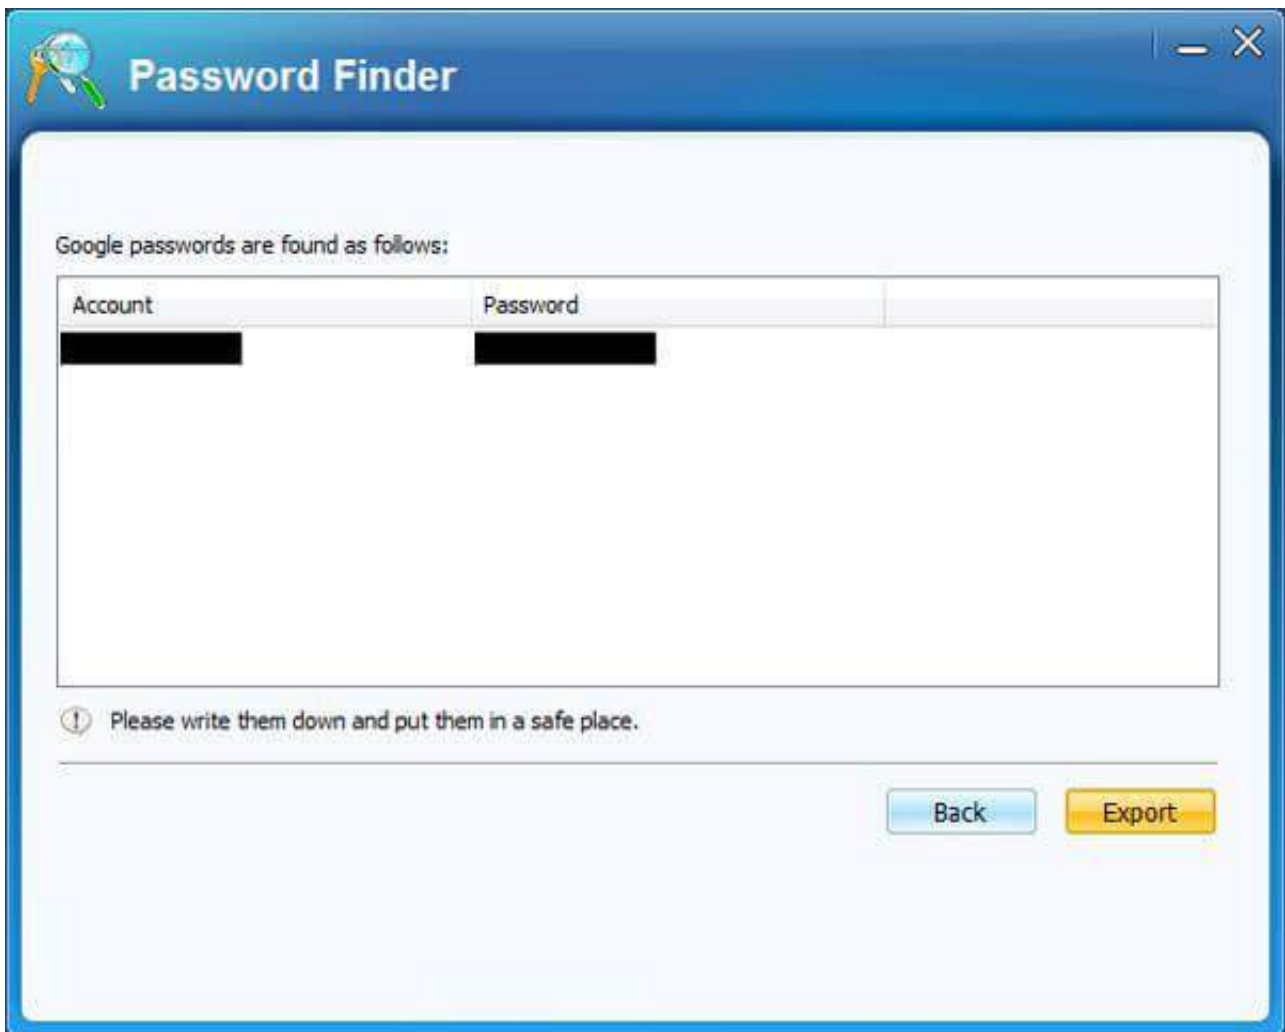 Password Finder
Google passwords are found as follows:
Account Password
Please write them down and put them in a safe place.
Back Export